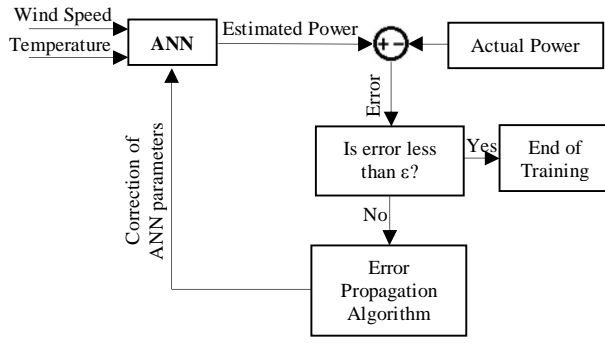 Wind Speed
Temperature
ANN
Estimated Power
+ -
Actual Power
Error
Is error less
than ε?
Yes
End of
Training
No
Error
Propagation
Algorithm
Correction of
ANN parameters